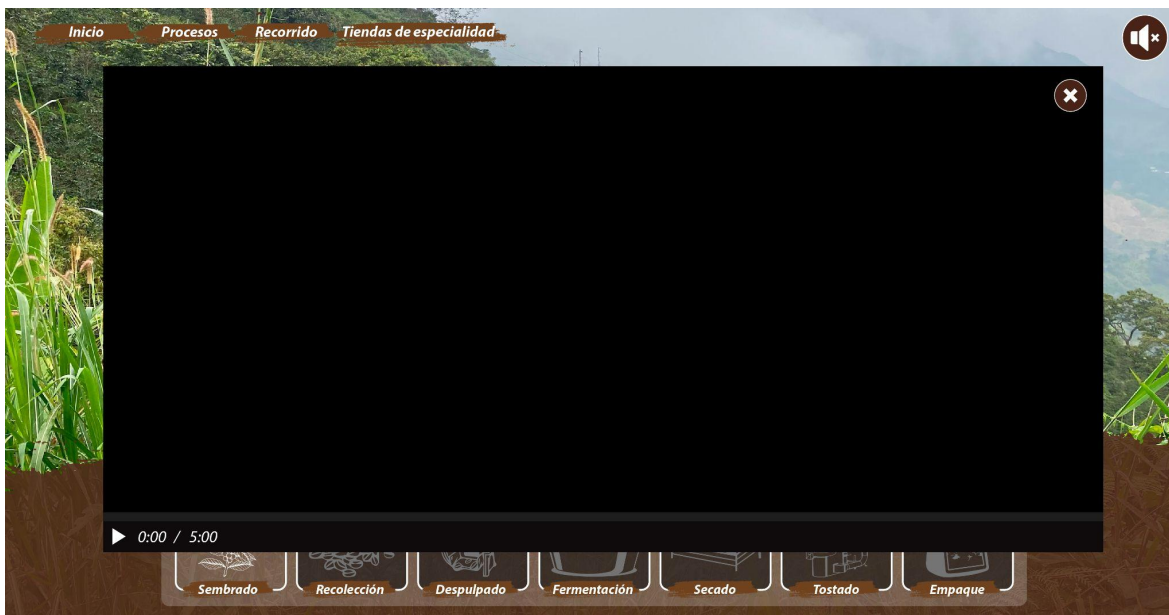 Inicio Procesos Recorrido Tiendas de especialidad
0:00 / 5:00
Sembrado Recolección Despulpado Fermentación Secado Tostado Empaque